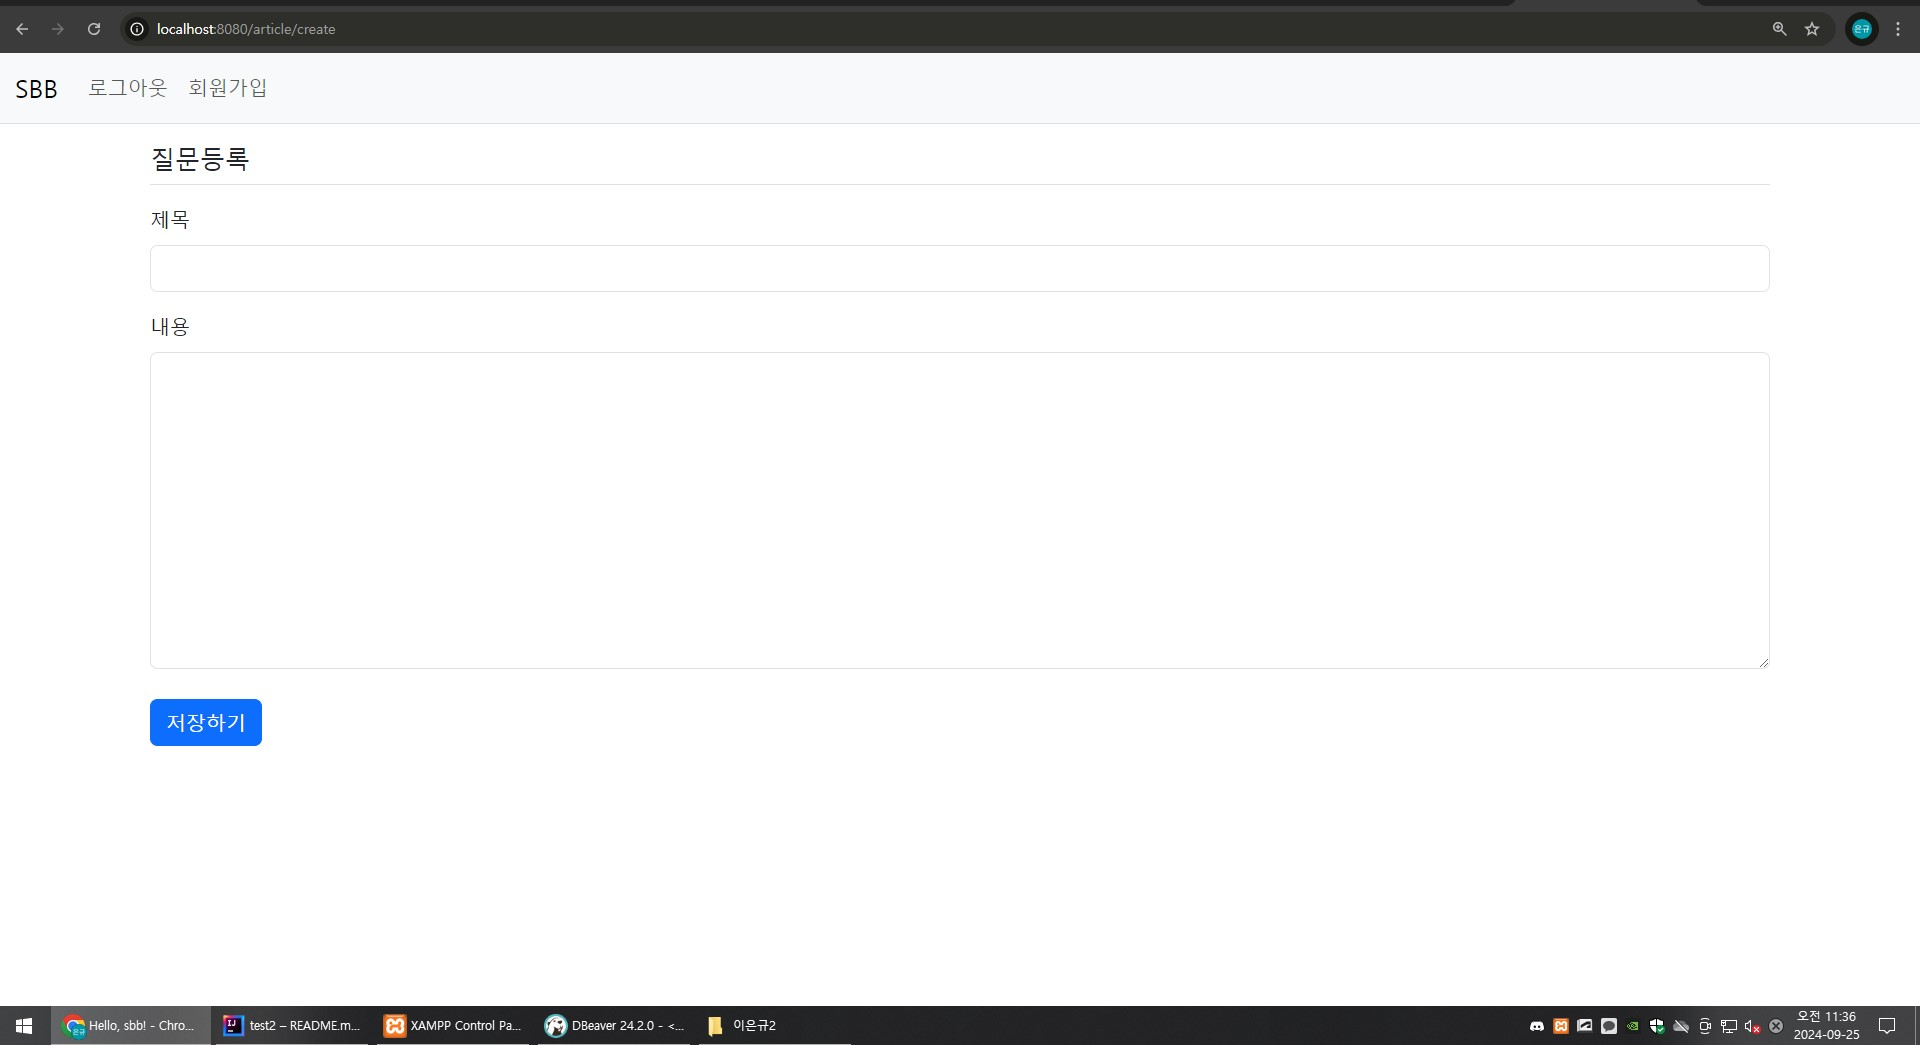 localhost:8080/article/create
은규
SBB 로그아웃 회원가입
질문등록
제목
내용
저장하기
Hello, sbb! - Chro... test2 – README.m... XAMPP Control Pa... DBeaver 24.2.0 - <... 이은규2
오전 11:36
2024-09-25